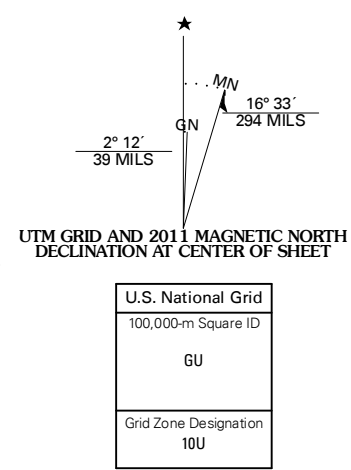 MN
16° 33´
294 MILS
GN
2° 12´
39 MILS
UTM GRID AND 2011 MAGNETIC NORTH
DECLINATION AT CENTER OF SHEET
U.S. National Grid
100,000-m Square ID
GU
Grid Zone Designation
10U